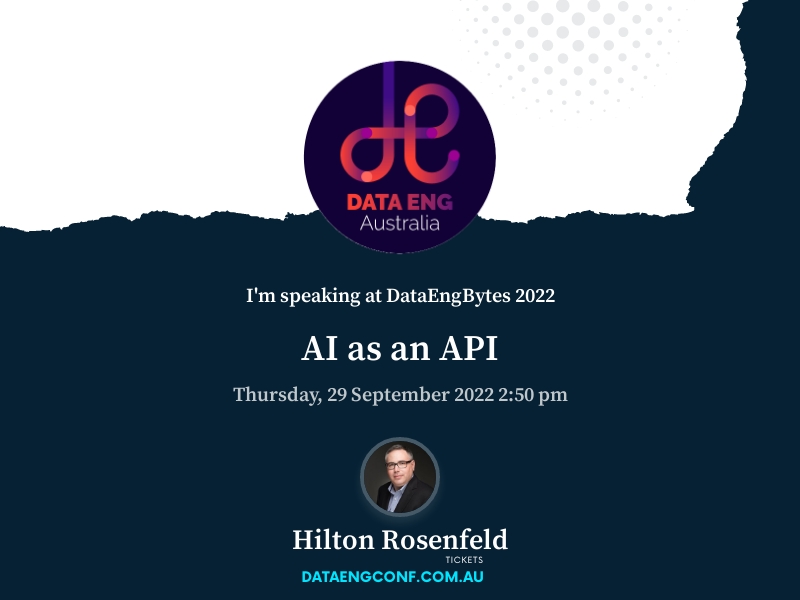 DATA ENG
Australia
I'm speaking at DataEngBytes 2022
AI as an API
Thursday, 29 September 2022 2:50 pm
Hilton Rosenfeld
TICKETS
DATAENGCONF.COM.AU